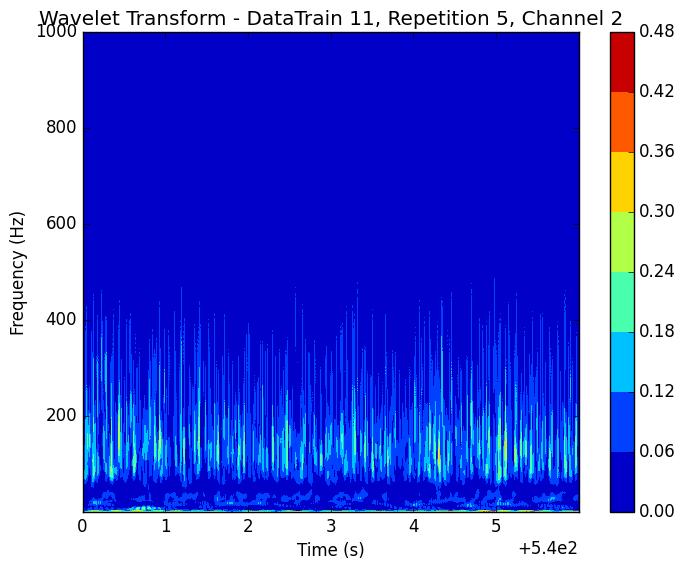 Wavelet Transform - DataTrain 11, Repetition 5, Channel 2
1000
800
600
400
200
Frequency (Hz)
0 1 2 3 4 5
Time (s)
+5.4e2
0.48
0.42
0.36
0.30
0.24
0.18
0.12
0.06
0.00